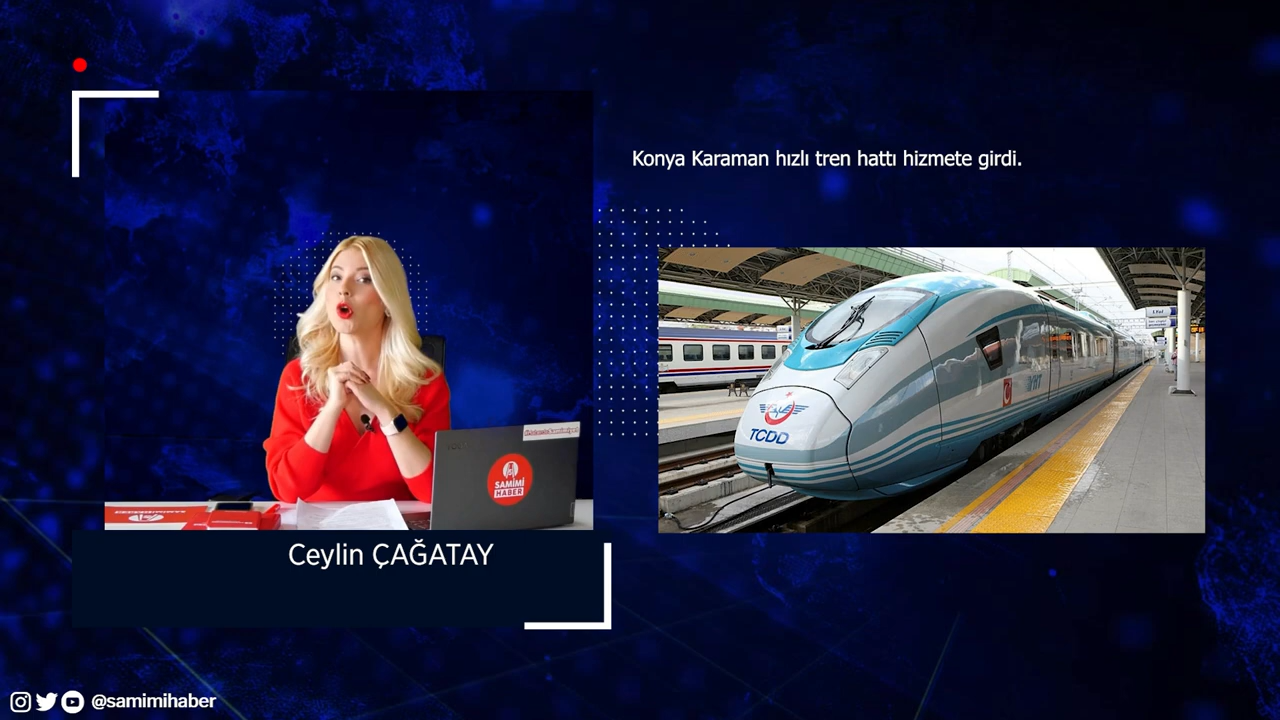 Konya Karaman hızlı tren hattı hizmete girdi.
TCDD
SAMİMİ
HABER
Ceylin ÇAĞATAY
@samimihaber